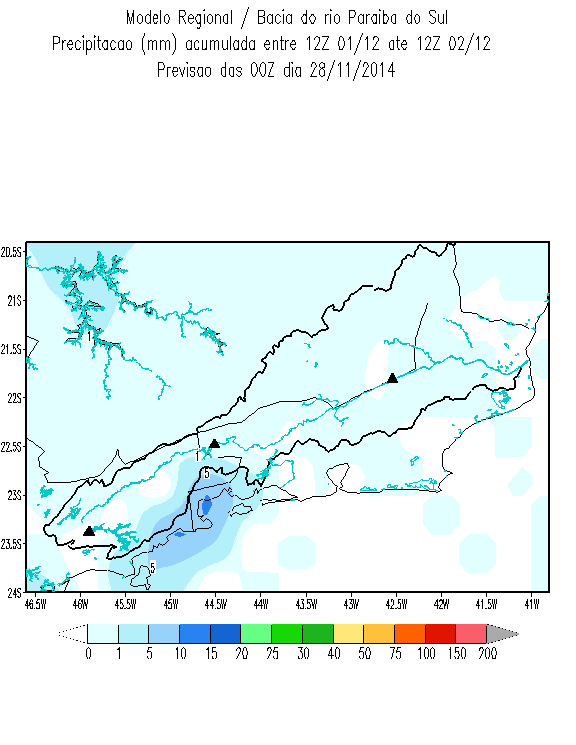 Modelo Regional / Bacia do rio Paraiba do Sul
Precipitacao (mm) acumulada entre 12Z 01/12 ate 12Z 02/12
Previsao das 00Z dia 28/11/2014
20.5S
21S
1
21.5S
22S
22.5S
5
23S
23.5S
5
24S
46.5W 46W 45.5W 45W 44.5W 44W 43.5W 43W 42.5W 42W 41.5W 41W
0 1 5 10 15 20 25 30 40 50 75 100 150 200